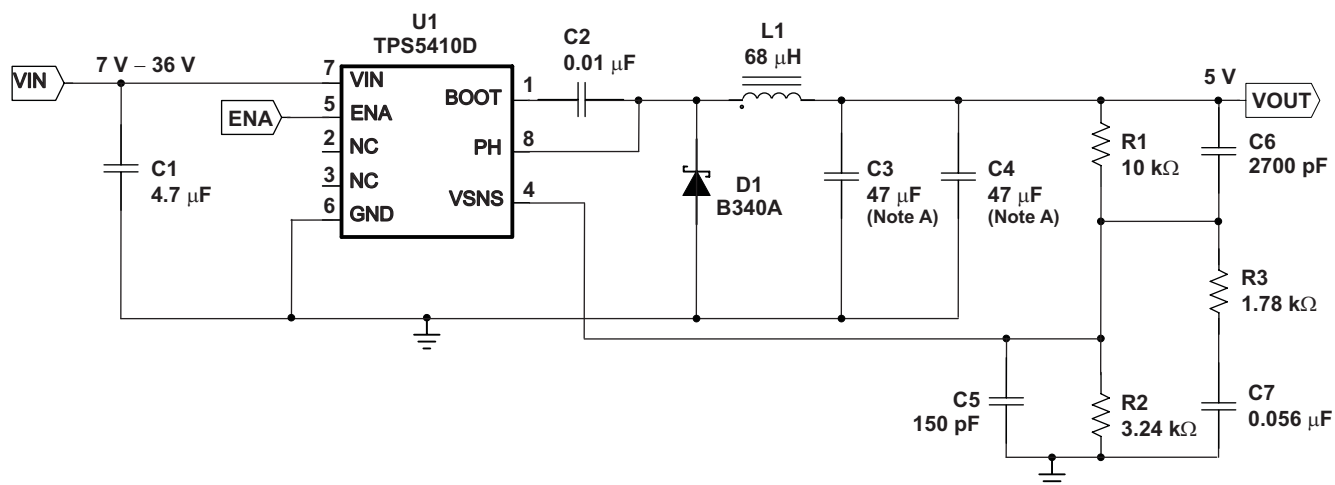 U1
TPS5410D
VIN
7 V – 36 V
ENA
7
VIN
5
ENA
2
NC
3
NC
6
GND
BOOT
1
PH
8
VSNS
4
C1
4.7 μF
C2
0.01 μF
L1
68 μH
D1
B340A
C3
47 μF
(Note A)
C4
47 μF
(Note A)
5 V
VOUT
R1
10 kΩ
C6
2700 pF
R3
1.78 kΩ
C5
150 pF
R2
3.24 kΩ
C7
0.056 μF